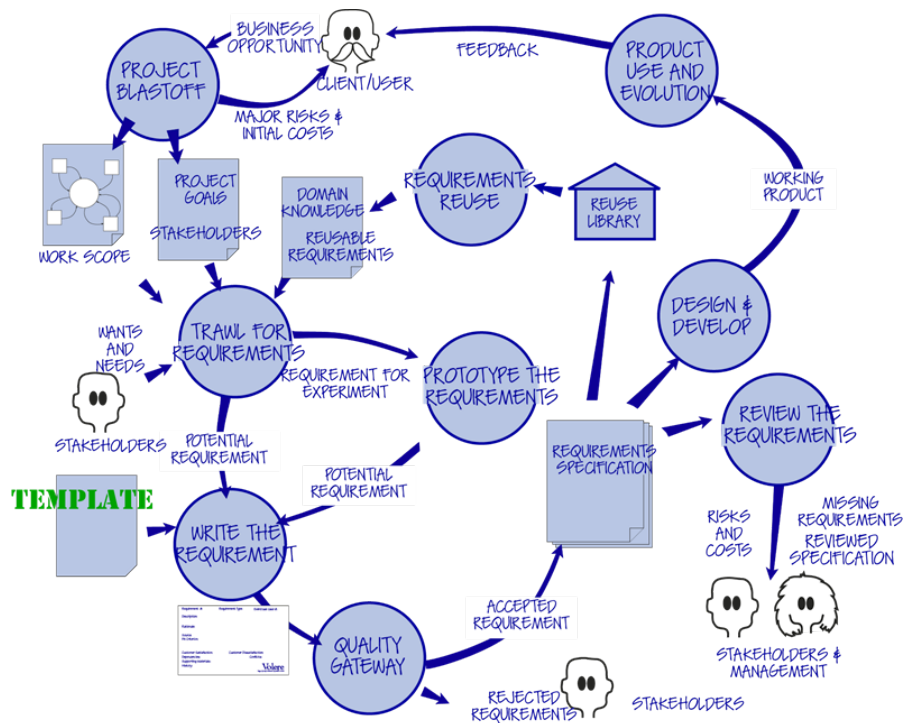 BUSINESS
OPPORTUNITY
CLIENT/USER
FEEDBACK
PRODUCT
USE AND
EVOLUTION
PROJECT
BLASTOFF
MAJOR RISKS &
INITIAL COSTS
WORK SCOPE
PROJECT
GOALS
STAKEHOLDERS
DOMAIN
KNOWLEDGE
REUSABLE
REQUIREMENTS
REQUIREMENTS
REUSE
REUSE
LIBRARY
WORKING
PRODUCT
DESIGN &
DEVELOP
TRAWL FOR
REQUIREMENTS
WANTS
AND
NEEDS
STAKEHOLDERS
REQUIREMENT FOR
EXPERIMENT
PROTOTYPE THE
REQUIREMENTS
POTENTIAL
REQUIREMENT
POTENTIAL
REQUIREMENT
REQUIREMENTS
SPECIFICATION
REVIEW THE
REQUIREMENTS
TEMPLATE
WRITE THE
REQUIREMENT
RISKS
AND
COSTS
MISSING
REQUIREMENTS
REVIEWED
SPECIFICATION
STAKEHOLDERS &
MANAGEMENT
ACCEPTED
REQUIREMENT
QUALITY
GATEWAY
REJECTED
REQUIREMENTS
STAKEHOLDERS
Description
Rationale
Volere